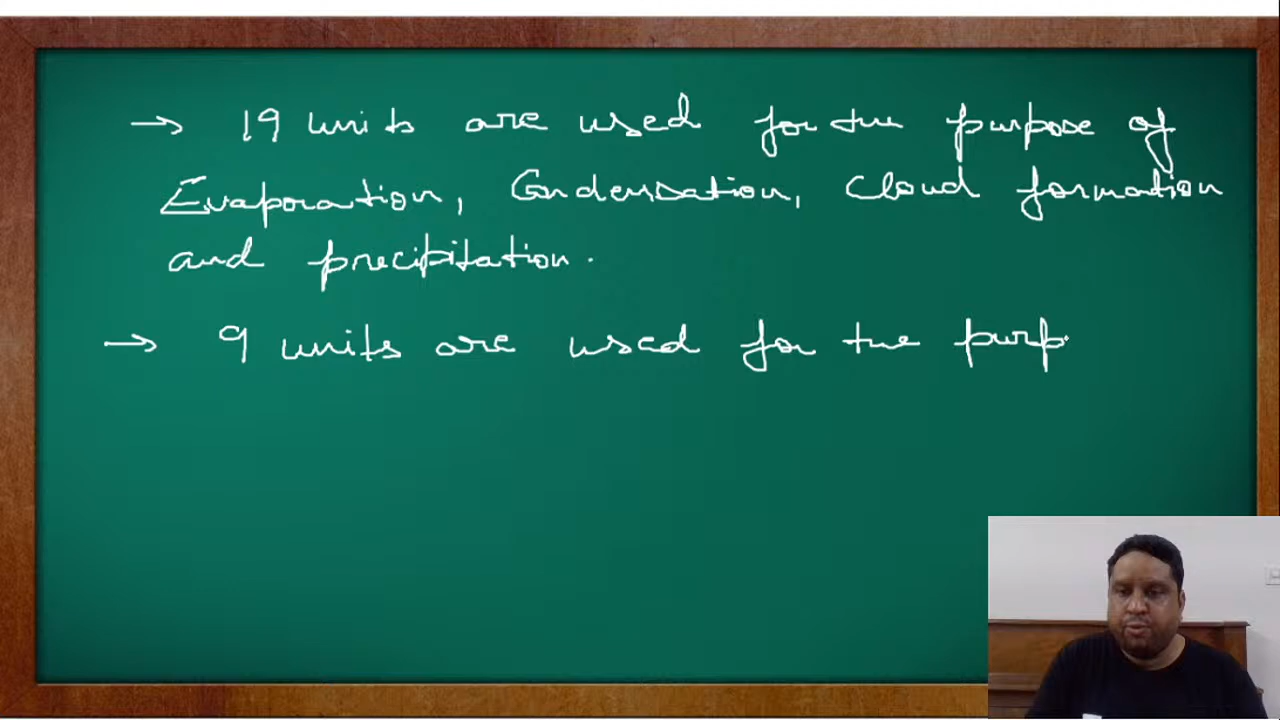 → 19 units are used for the purpose of
Evaporation, Condensation, Cloud formation
and precipitation.
→ 9 units are used for the purp